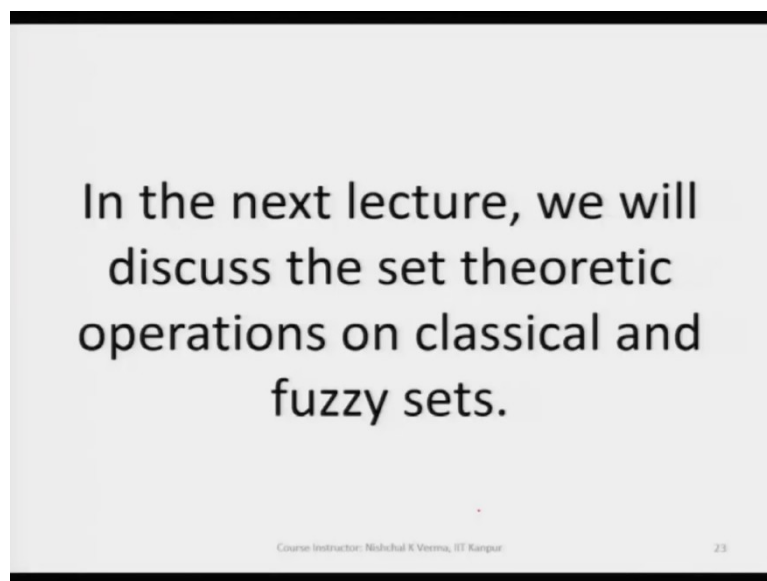 In the next lecture, we will
discuss the set theoretic
operations on classical and
fuzzy sets.
Course Instructor: Nishchal K Verma, IIT Kanpur
23